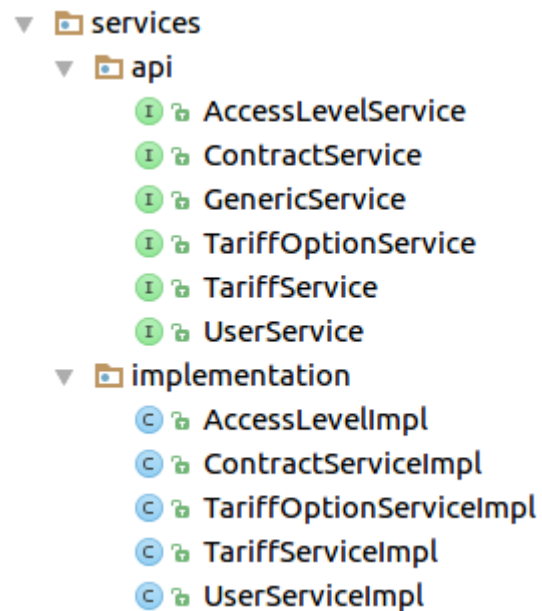 services
api
I AccessLevelService
I ContractService
I GenericService
I TariffOptionService
I TariffService
I UserService
implementation
C AccessLevelImpl
C ContractServiceImpl
C TariffOptionServiceImpl
C TariffServiceImpl
C UserServiceImpl